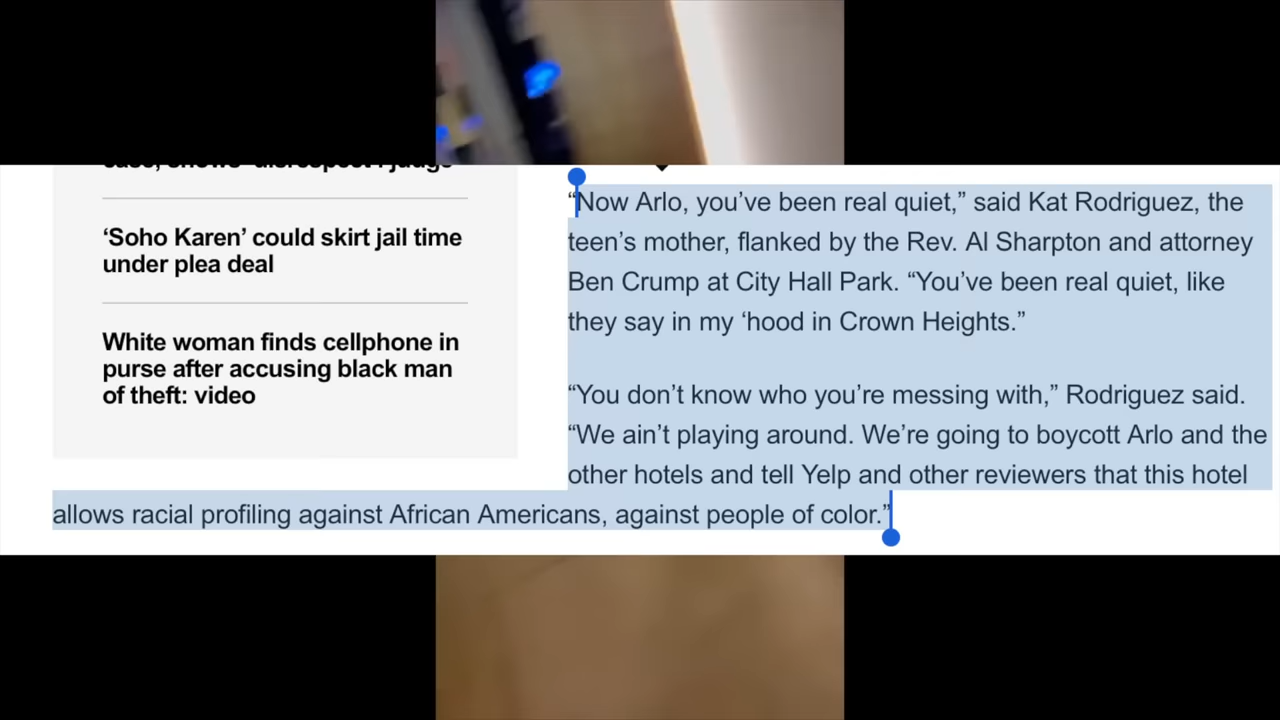 ‘Soho Karen’ could skirt jail time
under plea deal
White woman finds cellphone in
purse after accusing black man
of theft: video
“Now Arlo, you’ve been real quiet,” said Kat Rodriguez, the
teen’s mother, flanked by the Rev. Al Sharpton and attorney
Ben Crump at City Hall Park. “You’ve been real quiet, like
they say in my ‘hood in Crown Heights.”
“You don’t know who you’re messing with,” Rodriguez said.
“We ain’t playing around. We’re going to boycott Arlo and the
other hotels and tell Yelp and other reviewers that this hotel
allows racial profiling against African Americans, against people of color.”